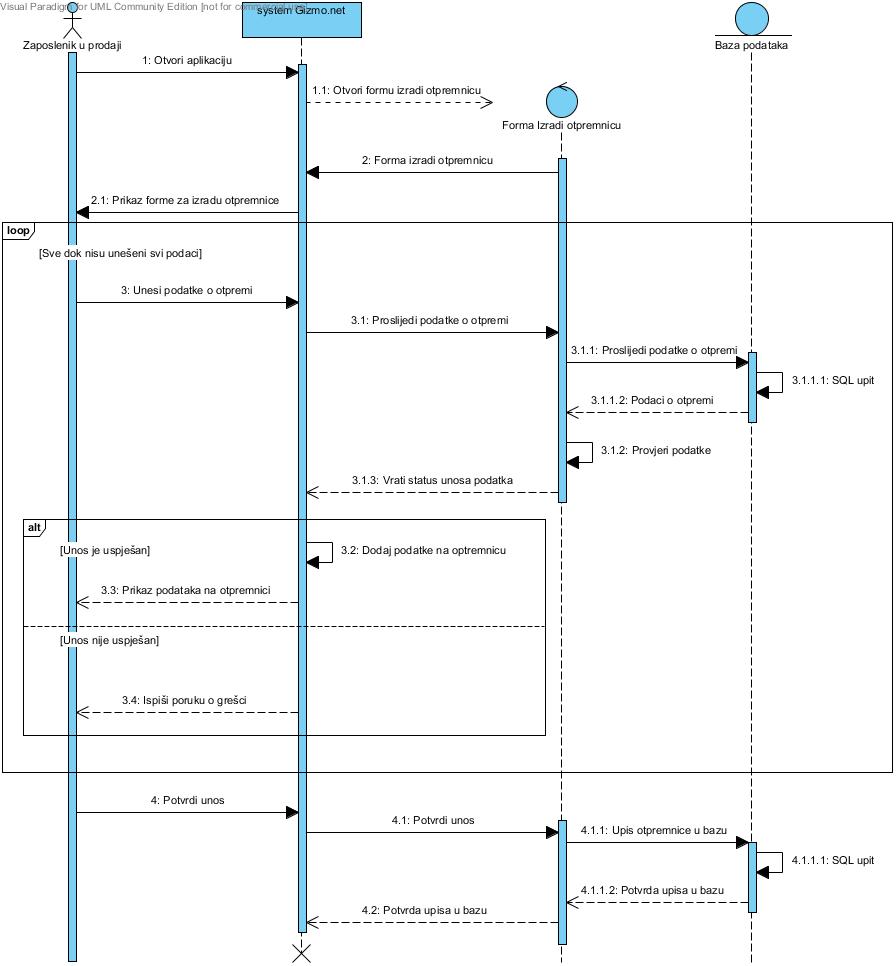 Visual Paradigm for UML Community Edition [not for commercial use]
system Gizmo.net
Zaposlenik u prodaji
Baza podataka
1: Otvori aplikaciju
1.1: Otvori formu izradi otpremnicu
Forma Izradi otpremnicu
2: Forma izradi otpremnicu
2.1: Prikaz forme za izradu otpremnice
loop
[Sve dok nisu unešeni svi podaci]
3: Unesi podatke o otpremi
3.1: Proslijedi podatke o otpremi
3.1.1: Proslijedi podatke o otpremi
3.1.1.1: SQL upit
3.1.1.2: Podaci o otpremi
3.1.2: Provjeri podatke
3.1.3: Vrati status unosa podatka
alt
[Unos je uspješan]
3.2: Dodaj podatke na optremnicu
3.3: Prikaz podataka na otpremnici
[Unos nije uspješan]
3.4: Ispiši poruku o grešci
4: Potvrdi unos
4.1: Potvrdi unos
4.1.1: Upis otpremnice u bazu
4.1.1.1: SQL upit
4.1.1.2: Potvrda upisa u bazu
4.2: Potvrda upisa u bazu